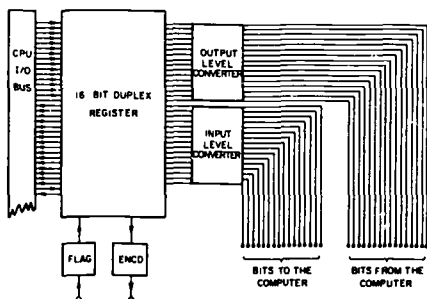 CPU
I/O
BUS
16 BIT DUPLEX
REGISTER
OUTPUT
LEVEL
CONVERTER
INPUT
LEVEL
CONVERTER
FLAG
ENCD
BITS TO THE
COMPUTER
BITS FROM THE
COMPUTER